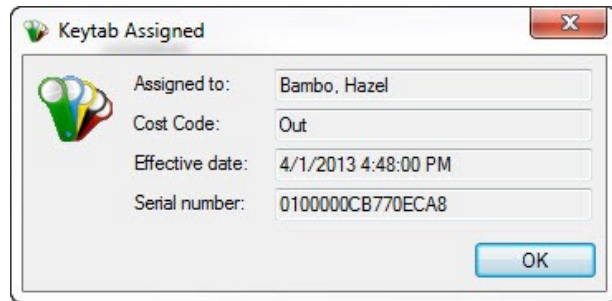 Keytab Assigned
Assigned to: Bambo, Hazel
Cost Code: Out
Effective date: 4/1/2013 4:48:00 PM
Serial number: 0100000CB770ECA8
OK